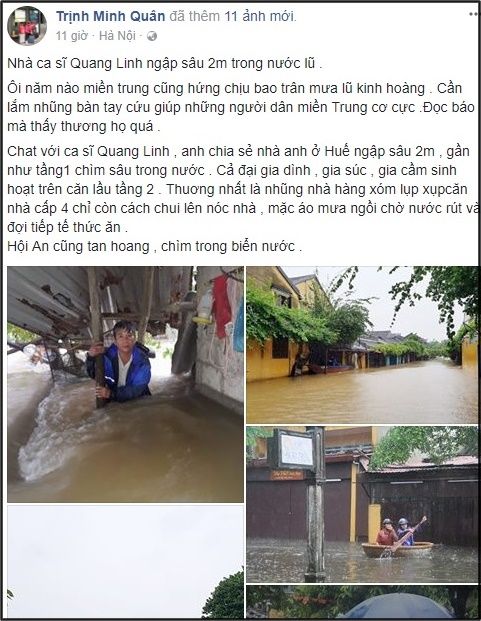 Trịnh Minh Quân đã thêm 11 ảnh mới.
11 giờ · Hà Nội ·
Nhà ca sĩ Quang Linh ngập sâu 2m trong nước lũ .
Ôi năm nào miền trung cũng hứng chịu bao trân mưa lũ kinh hoàng . Cần
lắm những bàn tay cứu giúp những người dân miền Trung cơ cực .Đọc báo
mà thấy thương họ quá .
Chat với ca sĩ Quang Linh , anh chia sẻ nhà anh ở Huế ngập sâu 2m , gần
như tầng1 chìm sâu trong nước . Cả đại gia dình , gia súc , gia cầm sinh
hoạt trên căn lầu tầng 2 . Thuơng nhất là những nhà hàng xóm lụp xụpcăn
nhà cấp 4 chỉ còn cách chui lên nóc nhà , mặc áo mưa ngồi chờ nước rút và
đợi tiếp tế thức ăn .
Hội An cũng tan hoang , chìm trong biển nước .